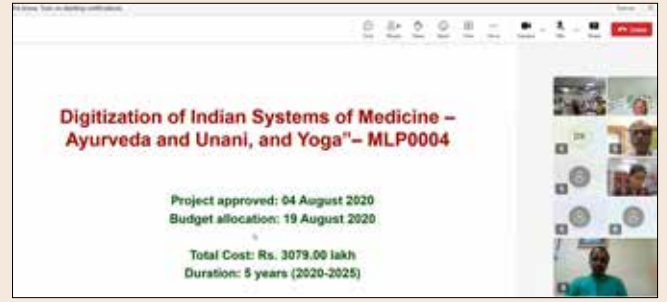 Digitization of Indian Systems of Medicine –
Ayurveda and Unani, and Yoga"– MLP0004
Project approved: 04 August 2020
Budget allocation: 19 August 2020
Total Cost: Rs. 3079.00 lakh
Duration: 5 years (2020-2025)